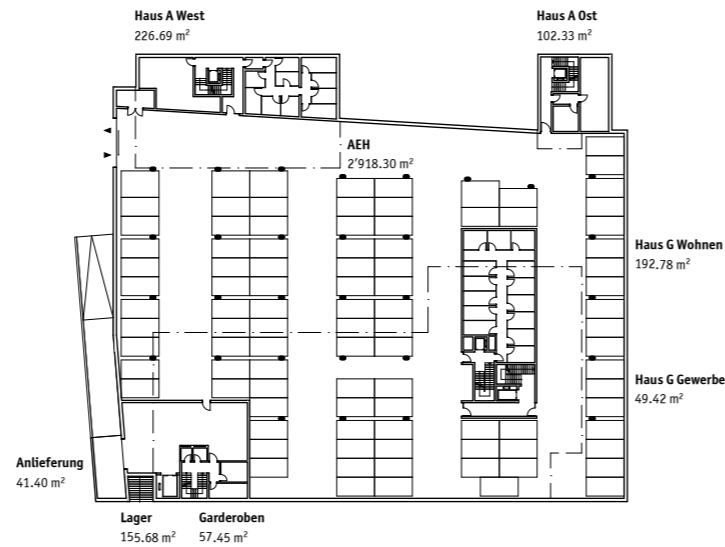 Haus A West
226.69 m²
Haus A Ost
102.33 m²
AEH
2’918.30 m²
Haus G Wohnen
192.78 m²
Haus G Gewerbe
49.42 m²
Anlieferung
41.40 m²
Lager
155.68 m²
Garderoben
57.45 m²